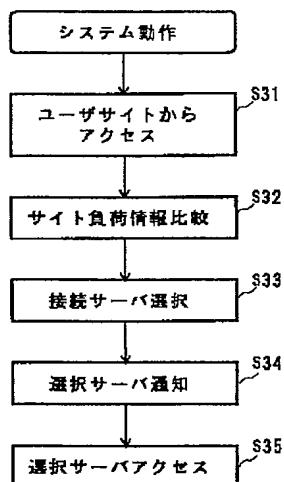 システム動作
S31
ユーザサイトから
アクセス
S32
サイト負荷情報比較
S33
接続サーバ選択
S34
選択サーバ通知
S35
選択サーバアクセス